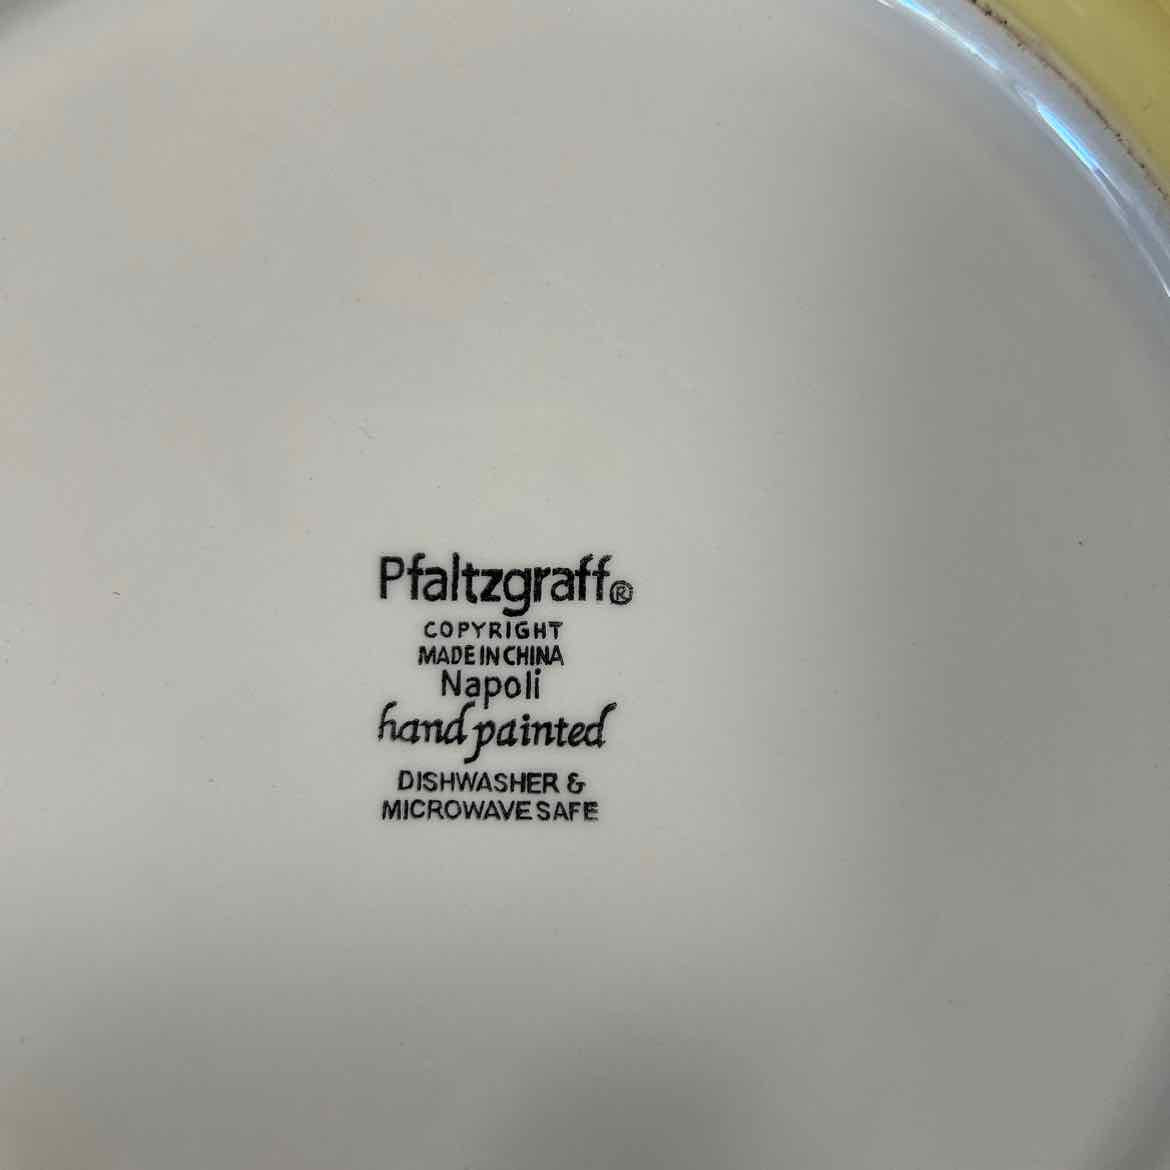 Pfaltzgraff®
COPYRIGHT
MADE IN CHINA
Napoli
hand painted
DISHWASHER &
MICROWAVE SAFE